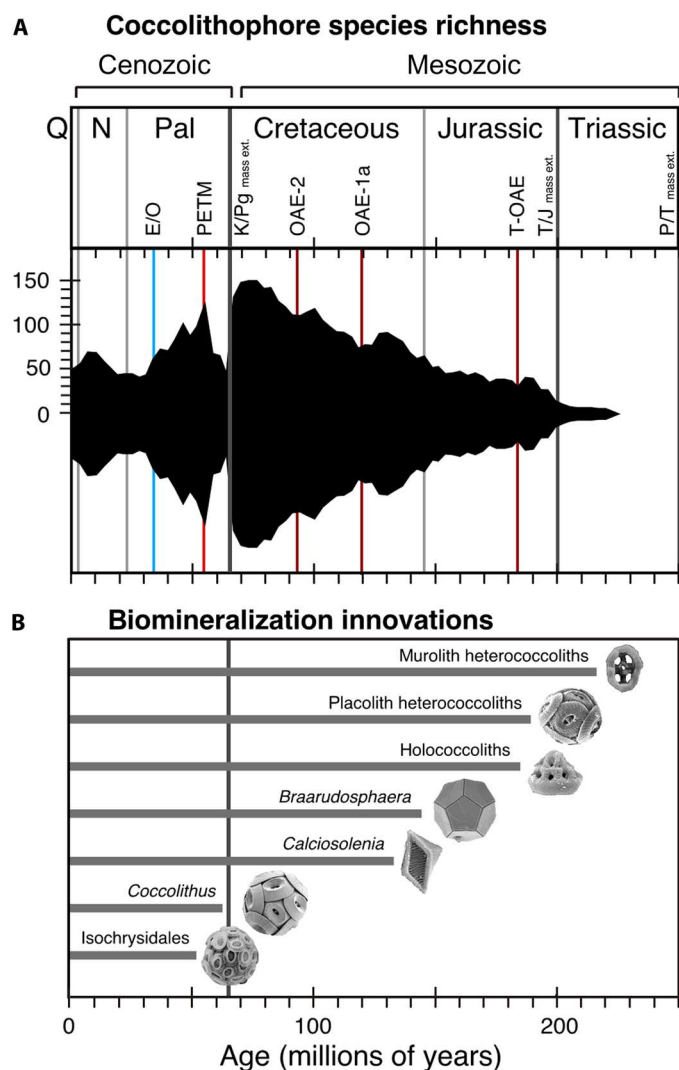 A
Coccolithophore species richness
Cenozoic Mesozoic
Q N Pal Cretaceous Jurassic Triassic
E/O PETM K/Pg mass ext. OAE-2 OAE-1a T-OAE T/J mass ext. P/T mass ext.
150
100
50
0
B
Biomineralization innovations
Murolith heterococcoliths
Placolith heterococcoliths
Holococcoliths
Braarudosphaera
Calciosolenia
Coccolithus
Isochrysidales
0 100 200
Age (millions of years)